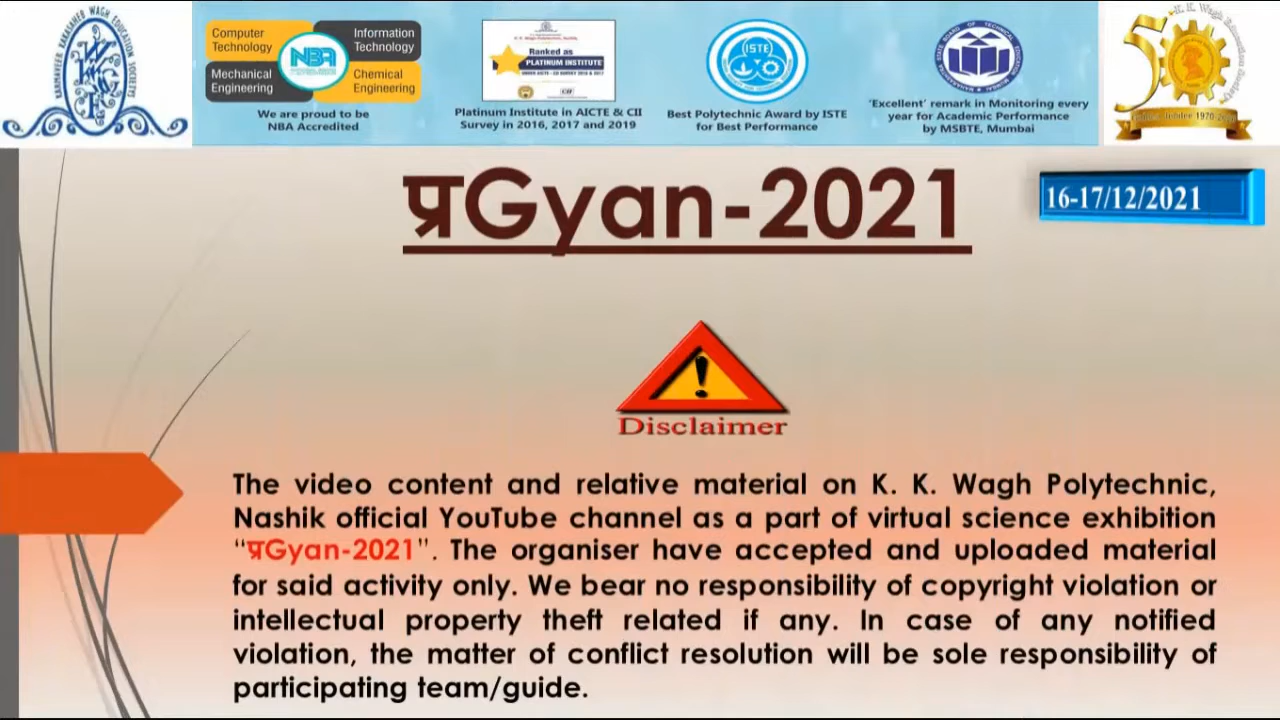 Computer
Technology
Information
Technology
NBA
Mechanical
Engineering
Chemical
Engineering
We are proud to be
NBA Accredited
Ranked as
PLATINUM INSTITUTE
Platinum Institute in AICTE & CII
Survey in 2016, 2017 and 2019
ISTE
Best Polytechnic Award by ISTE
for Best Performance
'Excellent' remark in Monitoring every
year for Academic Performance
by MSBTE, Mumbai
प्रGyan-2021
16-17/12/2021
Disclaimer
The video content and relative material on K. K. Wagh Polytechnic,
Nashik official YouTube channel as a part of virtual science exhibition
“प्रGyan-2021”. The organiser have accepted and uploaded material
for said activity only. We bear no responsibility of copyright violation or
intellectual property theft related if any. In case of any notified
violation, the matter of conflict resolution will be sole responsibility of
participating team/guide.